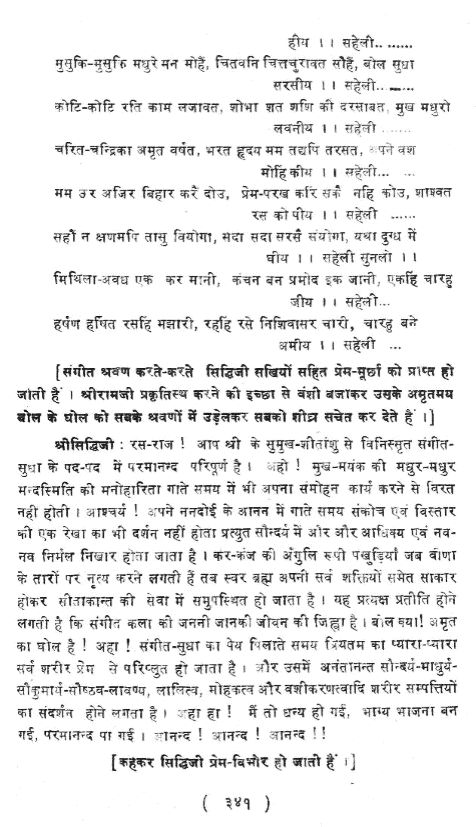 हीय ।। सहेली.. ......
मुसुकि-मुसुकि मधुरे मन मोहैं, चितवनि चित्तचुरावत सोहैं, बोल सुधा
सरसीय ।। सहेली........
कोटि-कोटि रति काम लजावत, शोभा शत शशि की दरसावत, मुख मधुरो
लवनीय ।। सहेली ......
चरित-चन्द्रिका अमृत वर्षत, भरत हृदय मम तद्यपि तरसत, अपने वश
मोहि कीय ।। सहेली... ...
मम उर अजिर बिहार करैं दोउ, प्रेम-परख करि सकैं नहि कोउ, शाश्वत
रस को पीय ।। सहेली ......
सहौं न क्षणमपि तासु वियोगा, सदा सदा सरसै संयोगा, यथा दुग्ध में
घीय ।। सहेली सुनलो ।।
मिथिला-अवध एक कर मानी, कंचन बन प्रमोद इक जानी, एकहिं चारहु
जीय ।। सहेली...
हर्षण हर्षित रसहिं मझारी, रहहिं रसे निशिवासर चारी, चारहु बने
अमीय ।। सहेली ...
[संगीत श्रवण करते-करते सिद्धिजी सखियों सहित प्रेम-मूर्छा को प्राप्त हो
जाती हैं । श्रीरामजी प्रकृतिस्थ करने की इच्छा से वंशी बजाकर उसके अमृतमय
बोल के घोल को सबके श्रवणों में उड़ेलकर सबको शीघ्र सचेत कर देते हैं ।]
श्रीसिद्धिजी : रस-राज ! आप श्री के सुमुख-शीतांशु से विनिस्सृत संगीत-
सुधा के पद-पद में परमानन्द परिपूर्ण है । अहो ! मुख-मयंक की मधुर-मधुर
मन्दस्मिति की मनोहारिता गाते समय में भी अपना संमोहन कार्य करने से विरत
नही होती । आश्चर्य ! अपने ननदोई के आनन में गाते समय संकोच एवं विस्तार
की एक रेखा का भी दर्शन नहीं होता प्रत्युत सौन्दर्य में और और आधिक्य एवं नव-
नव निर्मल निखार होता जाता है । कर-कंज की अंगुलि रूपी पखुड़ियाँ जब वीणा
के तारों पर नृत्य करने लगती हैं तब स्वर ब्रह्म अपनी सर्व शक्तियों समेत साकार
होकर सीताकान्त की सेवा में समुपस्थित हो जाता है । यह प्रत्यक्ष प्रतीति होने
लगती है कि संगीत कला की जननी जानकी जीवन की जिह्वा है । बोल क्या! अमृत
का घोल है ! अहा ! संगीत-सुधा का पेय पिलाते समय प्रियतम का प्यारा-प्यारा
सर्व शरीर प्रेम से परिप्लुत हो जाता है । और उसमें अनंतानन्त सौन्दर्य-माधुर्य-
सौकुमार्य-सौष्ठव-लावण्य, लालित्य, मोहकत्व और वशीकरणत्वादि शरीर सम्पत्तियों
का संदर्शन होने लगता है । अहा हा ! मैं तो धन्य हो गई, भाग्य भाजना बन
गई, परमानन्द पा गई । आनन्द ! आनन्द ! आनन्द !!
[कहकर सिद्धिजी प्रेम-विभोर हो जाती हैं ।]
( ३४१ )